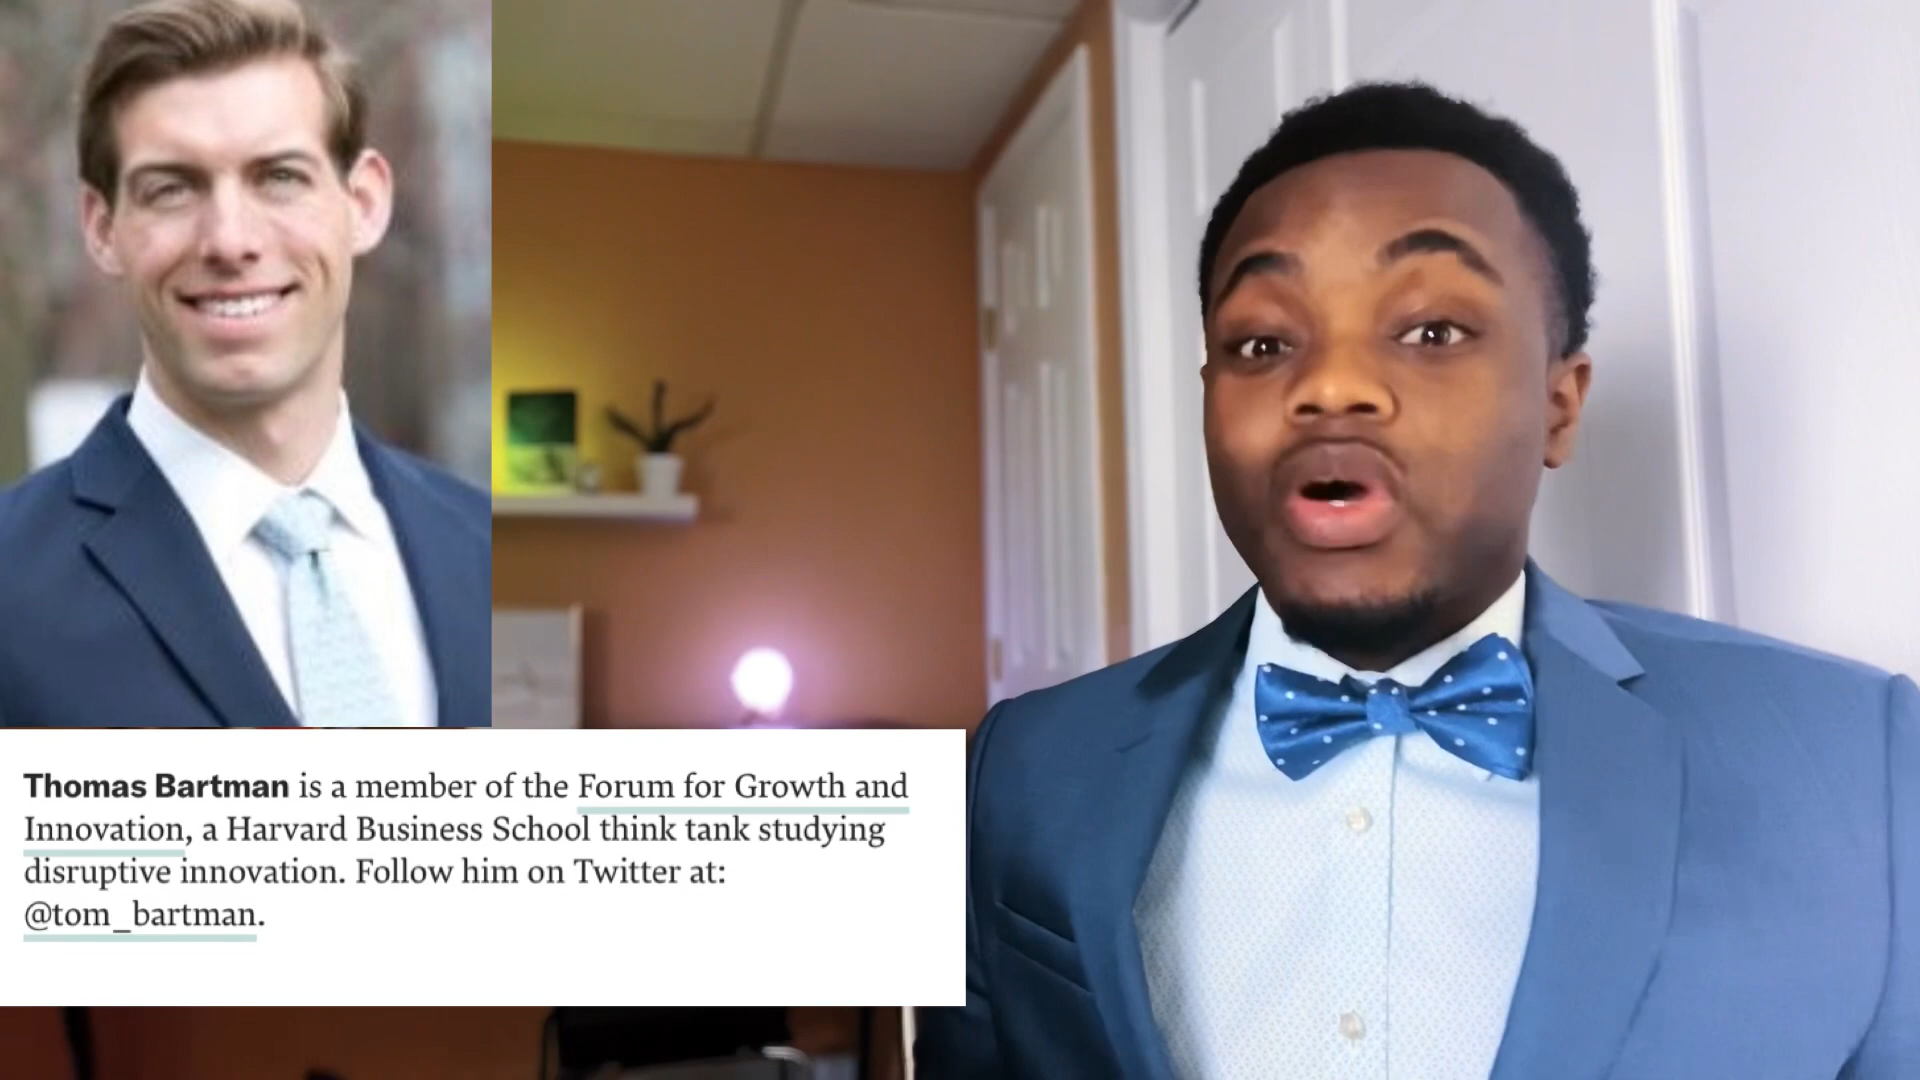 Thomas Bartman is a member of the Forum for Growth and
Innovation, a Harvard Business School think tank studying
disruptive innovation. Follow him on Twitter at:
@tom_bartman.